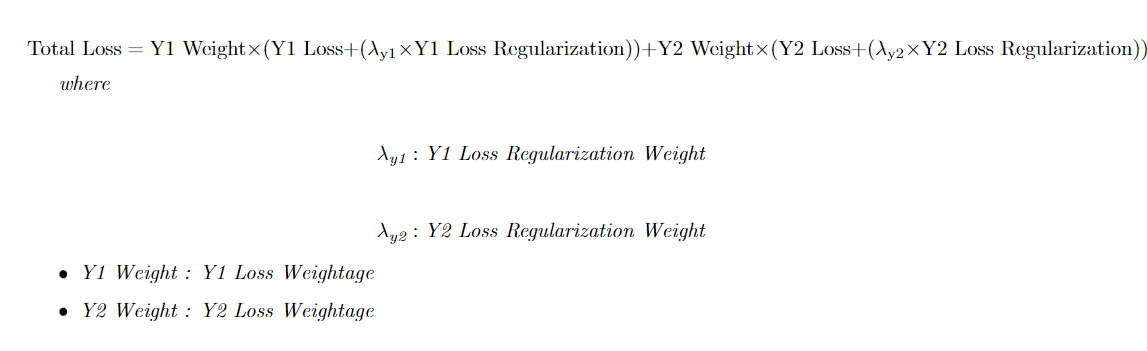 Total Loss = Y1 Weight×(Y1 Loss+(λy1×Y1 Loss Regularization))+Y2 Weight×(Y2 Loss+(λy2×Y2 Loss Regularization))
where
λy1 : Y1 Loss Regularization Weight
λy2 : Y2 Loss Regularization Weight
• Y1 Weight : Y1 Loss Weightage
• Y2 Weight : Y2 Loss Weightage